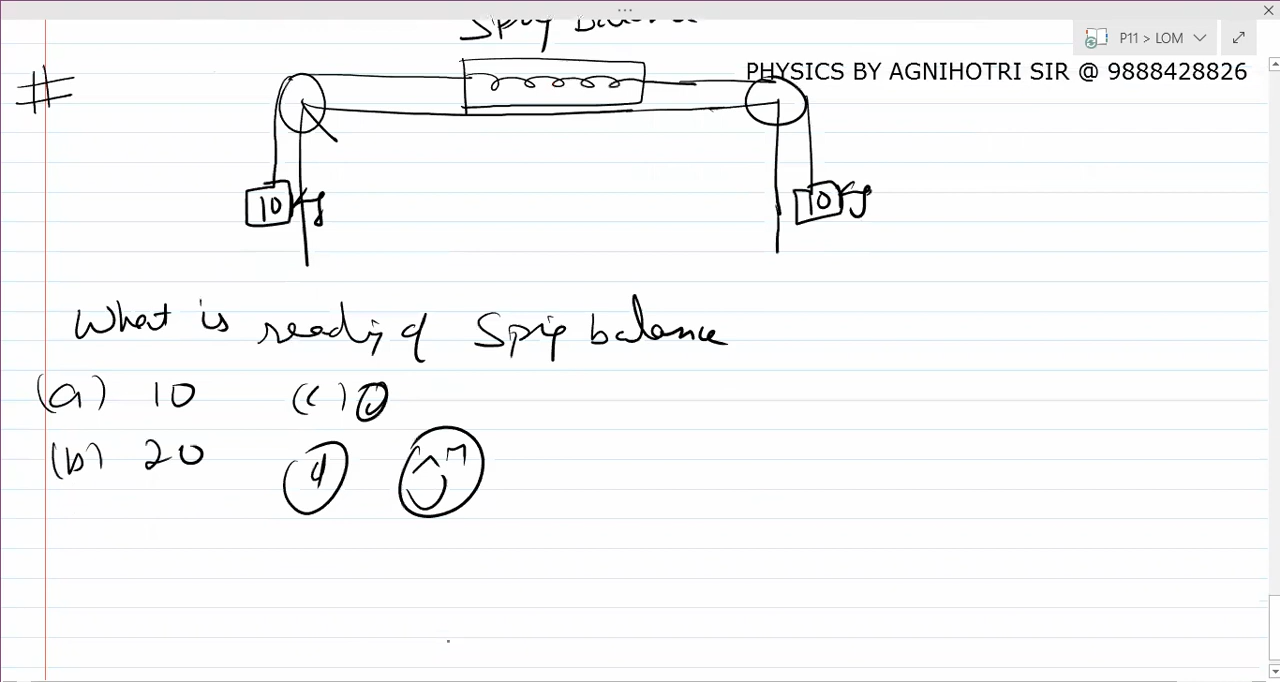 P11 > LOM
PHYSICS BY AGNIHOTRI SIR @ 9888428826
#
10 kg 10 kg
What is reading of Spring balance
(a) 10 (c) 0
(b) 20 (d)